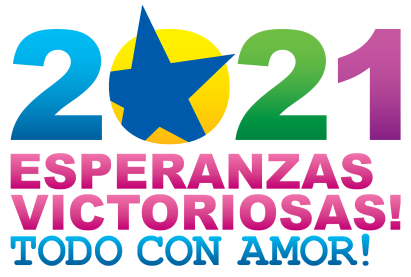 2021
ESPERANZAS
VICTORIOSAS!
TODO CON AMOR!